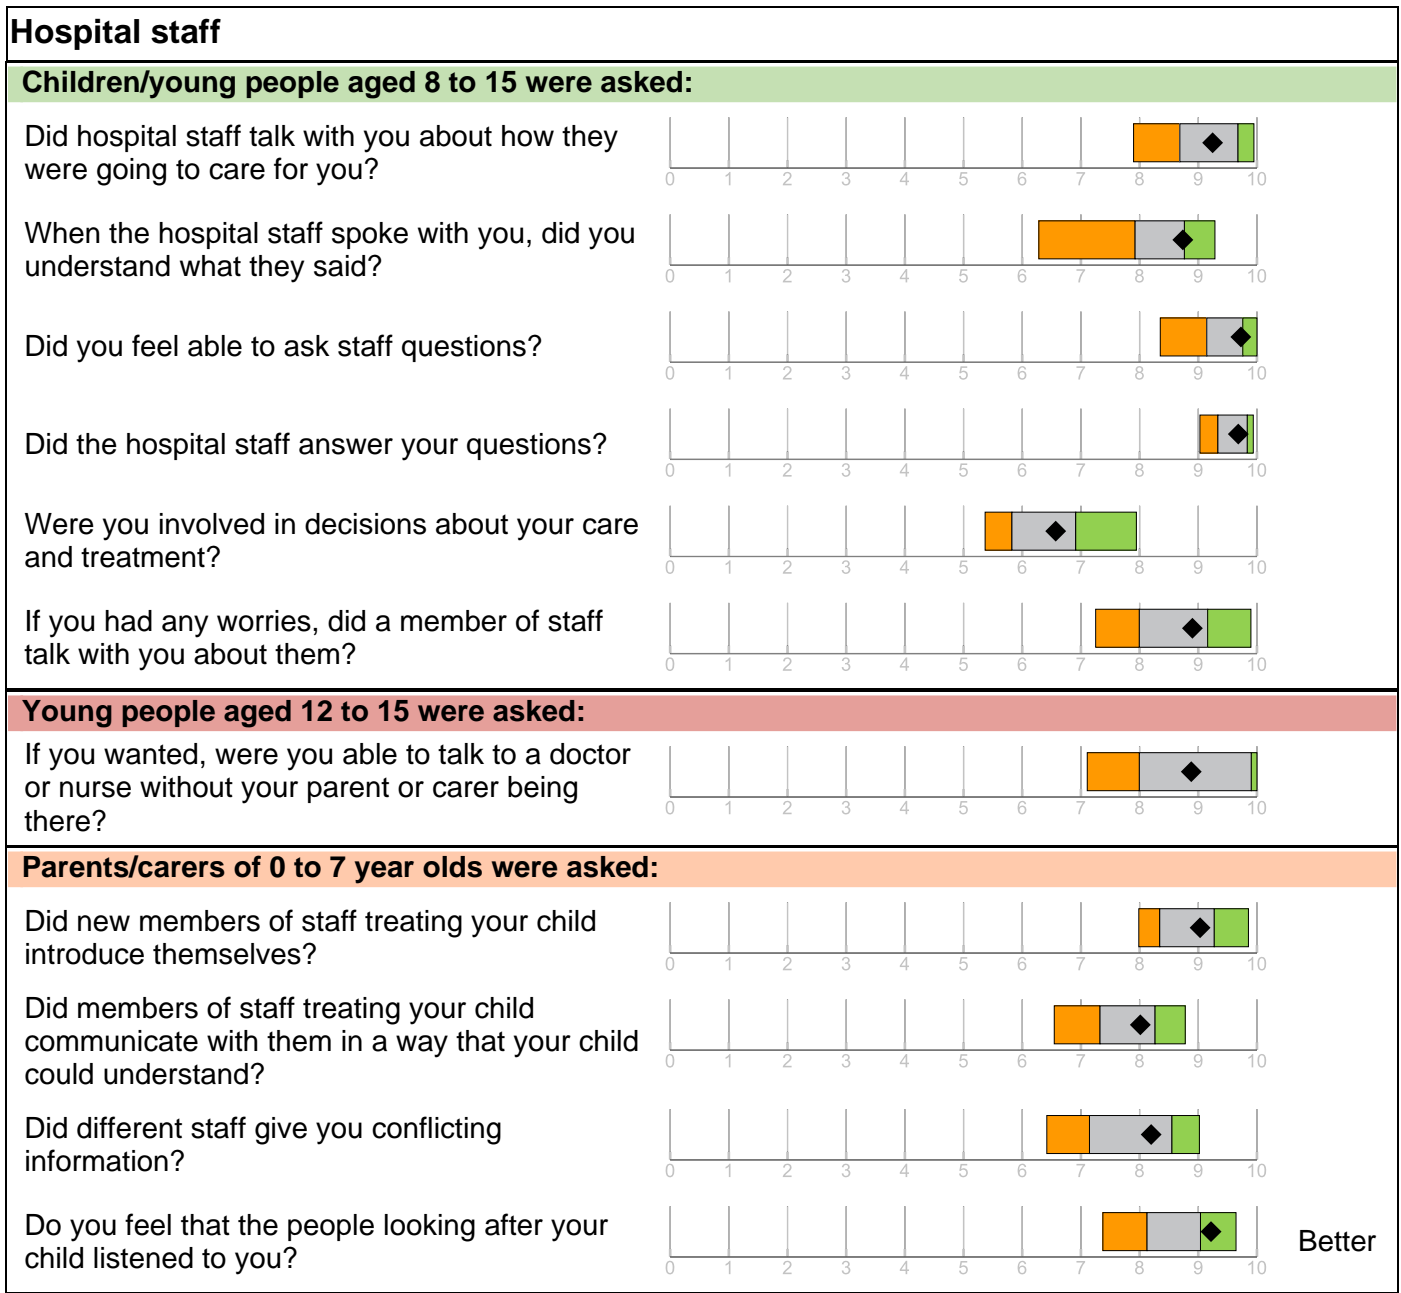 Hospital staff
Children/young people aged 8 to 15 were asked:
Did hospital staff talk with you about how they
were going to care for you?
0 1 2 3 4 5 6 7 8 9 10
When the hospital staff spoke with you, did you
understand what they said?
0 1 2 3 4 5 6 7 8 9 10
Did you feel able to ask staff questions?
0 1 2 3 4 5 6 7 8 9 10
Did the hospital staff answer your questions?
0 1 2 3 4 5 6 7 8 9 10
Were you involved in decisions about your care
and treatment?
0 1 2 3 4 5 6 7 8 9 10
If you had any worries, did a member of staff
talk with you about them?
0 1 2 3 4 5 6 7 8 9 10
Young people aged 12 to 15 were asked:
If you wanted, were you able to talk to a doctor
or nurse without your parent or carer being
there?
0 1 2 3 4 5 6 7 8 9 10
Parents/carers of 0 to 7 year olds were asked:
Did new members of staff treating your child
introduce themselves?
0 1 2 3 4 5 6 7 8 9 10
Did members of staff treating your child
communicate with them in a way that your child
could understand?
0 1 2 3 4 5 6 7 8 9 10
Did different staff give you conflicting
information?
0 1 2 3 4 5 6 7 8 9 10
Do you feel that the people looking after your
child listened to you?
0 1 2 3 4 5 6 7 8 9 10
Better